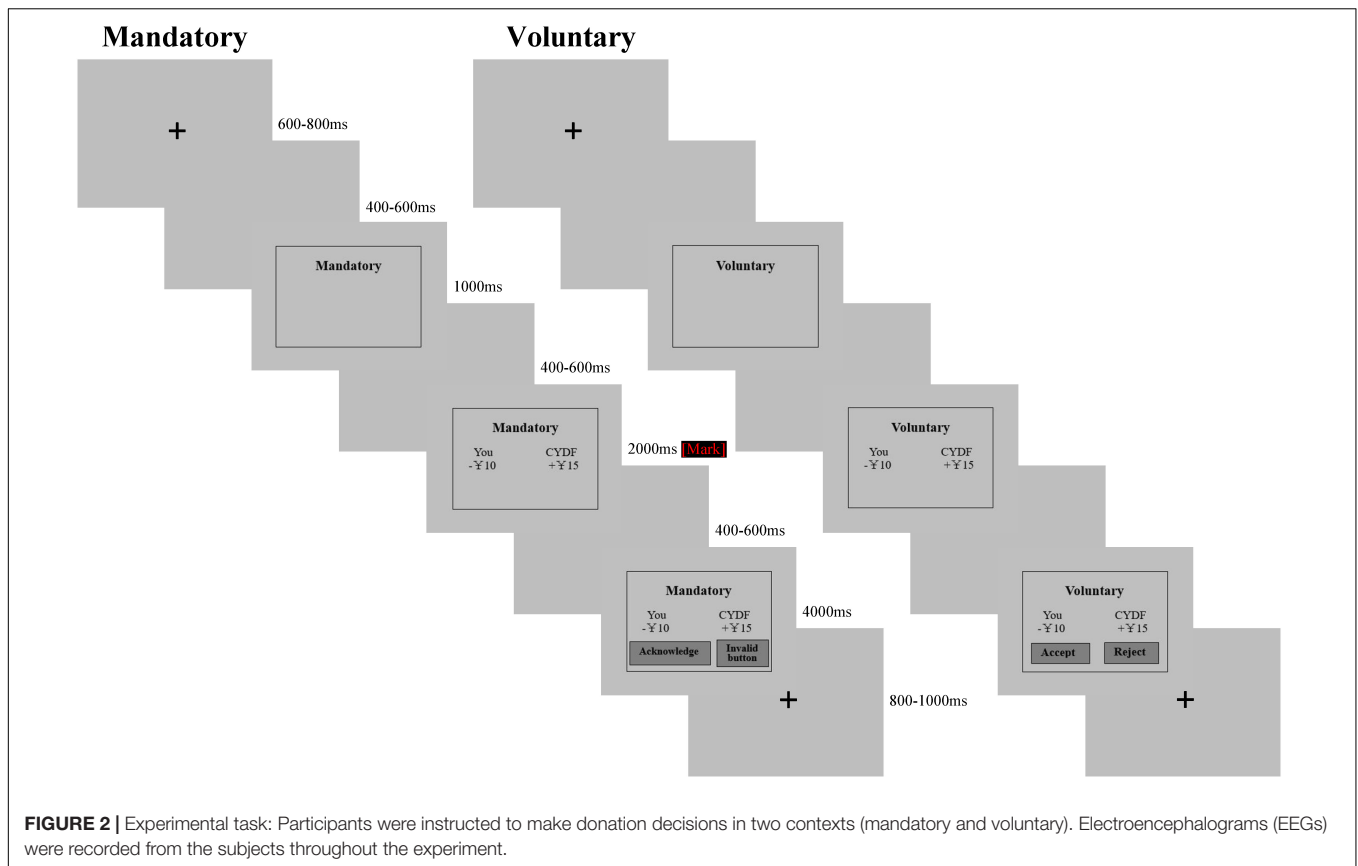 Mandatory
Voluntary
+
+
600-800ms
400-600ms
Mandatory
Voluntary
1000ms
400-600ms
Mandatory
You CYDF
-¥10 +¥15
Voluntary
You CYDF
-¥10 +¥15
2000ms [Mark]
400-600ms
Mandatory
You CYDF
-¥10 +¥15
Acknowledge
Invalid
button
Voluntary
You CYDF
-¥10 +¥15
Accept Reject
4000ms
+
+
800-1000ms
FIGURE 2 | Experimental task: Participants were instructed to make donation decisions in two contexts (mandatory and voluntary). Electroencephalograms (EEGs)
were recorded from the subjects throughout the experiment.